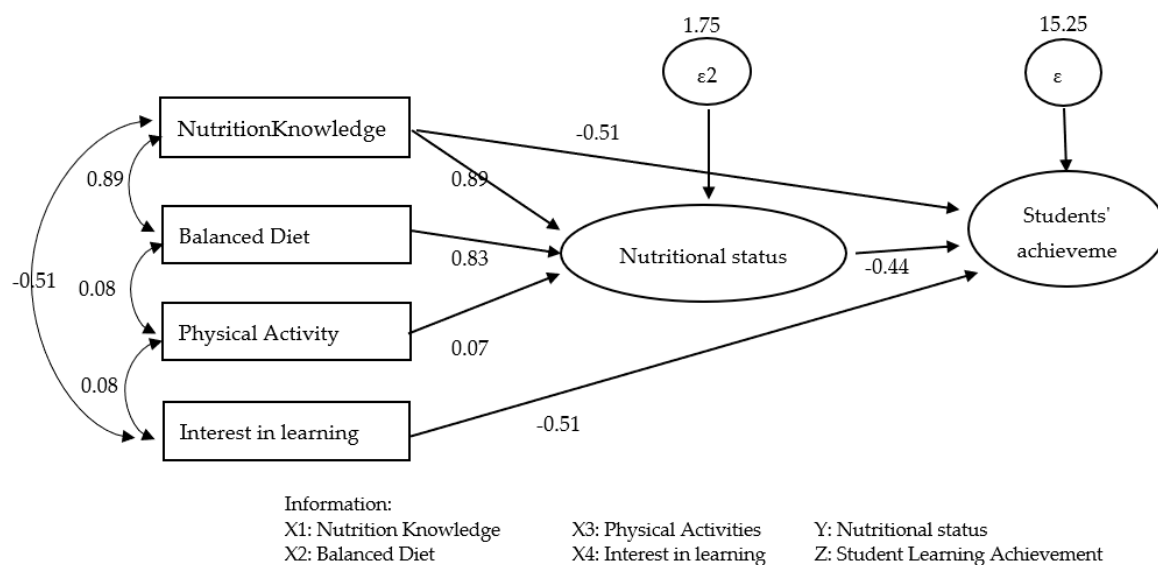 1.75
15.25
ε2
ε
NutritionKnowledge
-0.51
0.89
0.89
Balanced Diet
0.83
Nutritional status
Students'
achieveme
-0.44
-0.51
0.08
Physical Activity
0.07
0.08
Interest in learning
-0.51
Information:
X1: Nutrition Knowledge X3: Physical Activities Y: Nutritional status
X2: Balanced Diet X4: Interest in learning Z: Student Learning Achievement